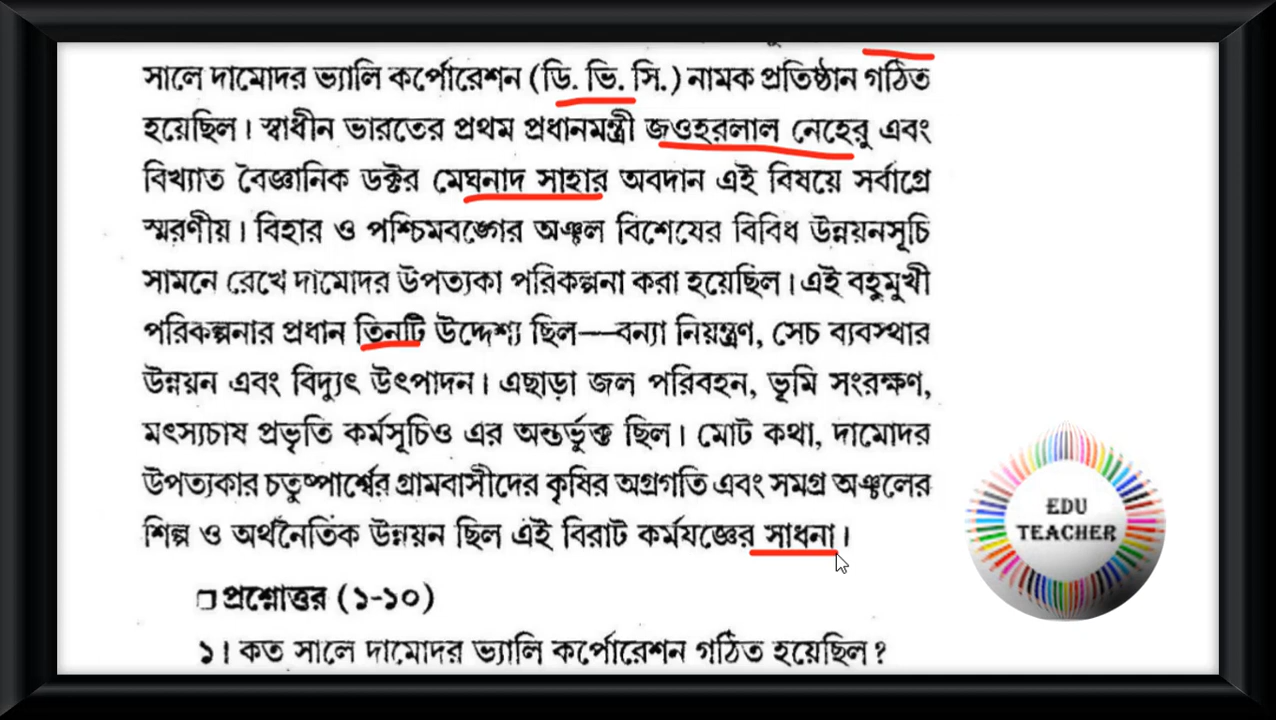 সালে দামোদর ভ্যালি কর্পোরেশন (ডি. ভি. সি.) নামক প্রতিষ্ঠান গঠিত
হয়েছিল। স্বাধীন ভারতের প্রথম প্রধানমন্ত্রী জওহরলাল নেহেরু এবং
বিখ্যাত বৈজ্ঞানিক ডক্টর মেঘনাদ সাহার অবদান এই বিষয়ে সর্বাগ্রে
স্মরণীয়। বিহার ও পশ্চিমবঙ্গের অঞ্চল বিশেষের বিবিধ উন্নয়নসূচি
সামনে রেখে দামোদর উপত্যকা পরিকল্পনা করা হয়েছিল। এই বহুমুখী
পরিকল্পনার প্রধান তিনটি উদ্দেশ্য ছিল—বন্যা নিয়ন্ত্রণ, সেচ ব্যবস্থার
উন্নয়ন এবং বিদ্যুৎ উৎপাদন। এছাড়া জল পরিবহন, ভূমি সংরক্ষণ,
মৎস্যচাষ প্রভৃতি কর্মসূচিও এর অন্তর্ভুক্ত ছিল। মোট কথা, দামোদর
উপত্যকার চতুষ্পার্শ্বের গ্রামবাসীদের কৃষির অগ্রগতি এবং সমগ্র অঞ্চলের
শিল্প ও অর্থনৈতিক উন্নয়ন ছিল এই বিরাট কর্মযজ্ঞের সাধনা।
❒ প্রশ্নোত্তর (১-১০)
১। কত সালে দামোদর ভ্যালি কর্পোরেশন গঠিত হয়েছিল?
EDU
TEACHER